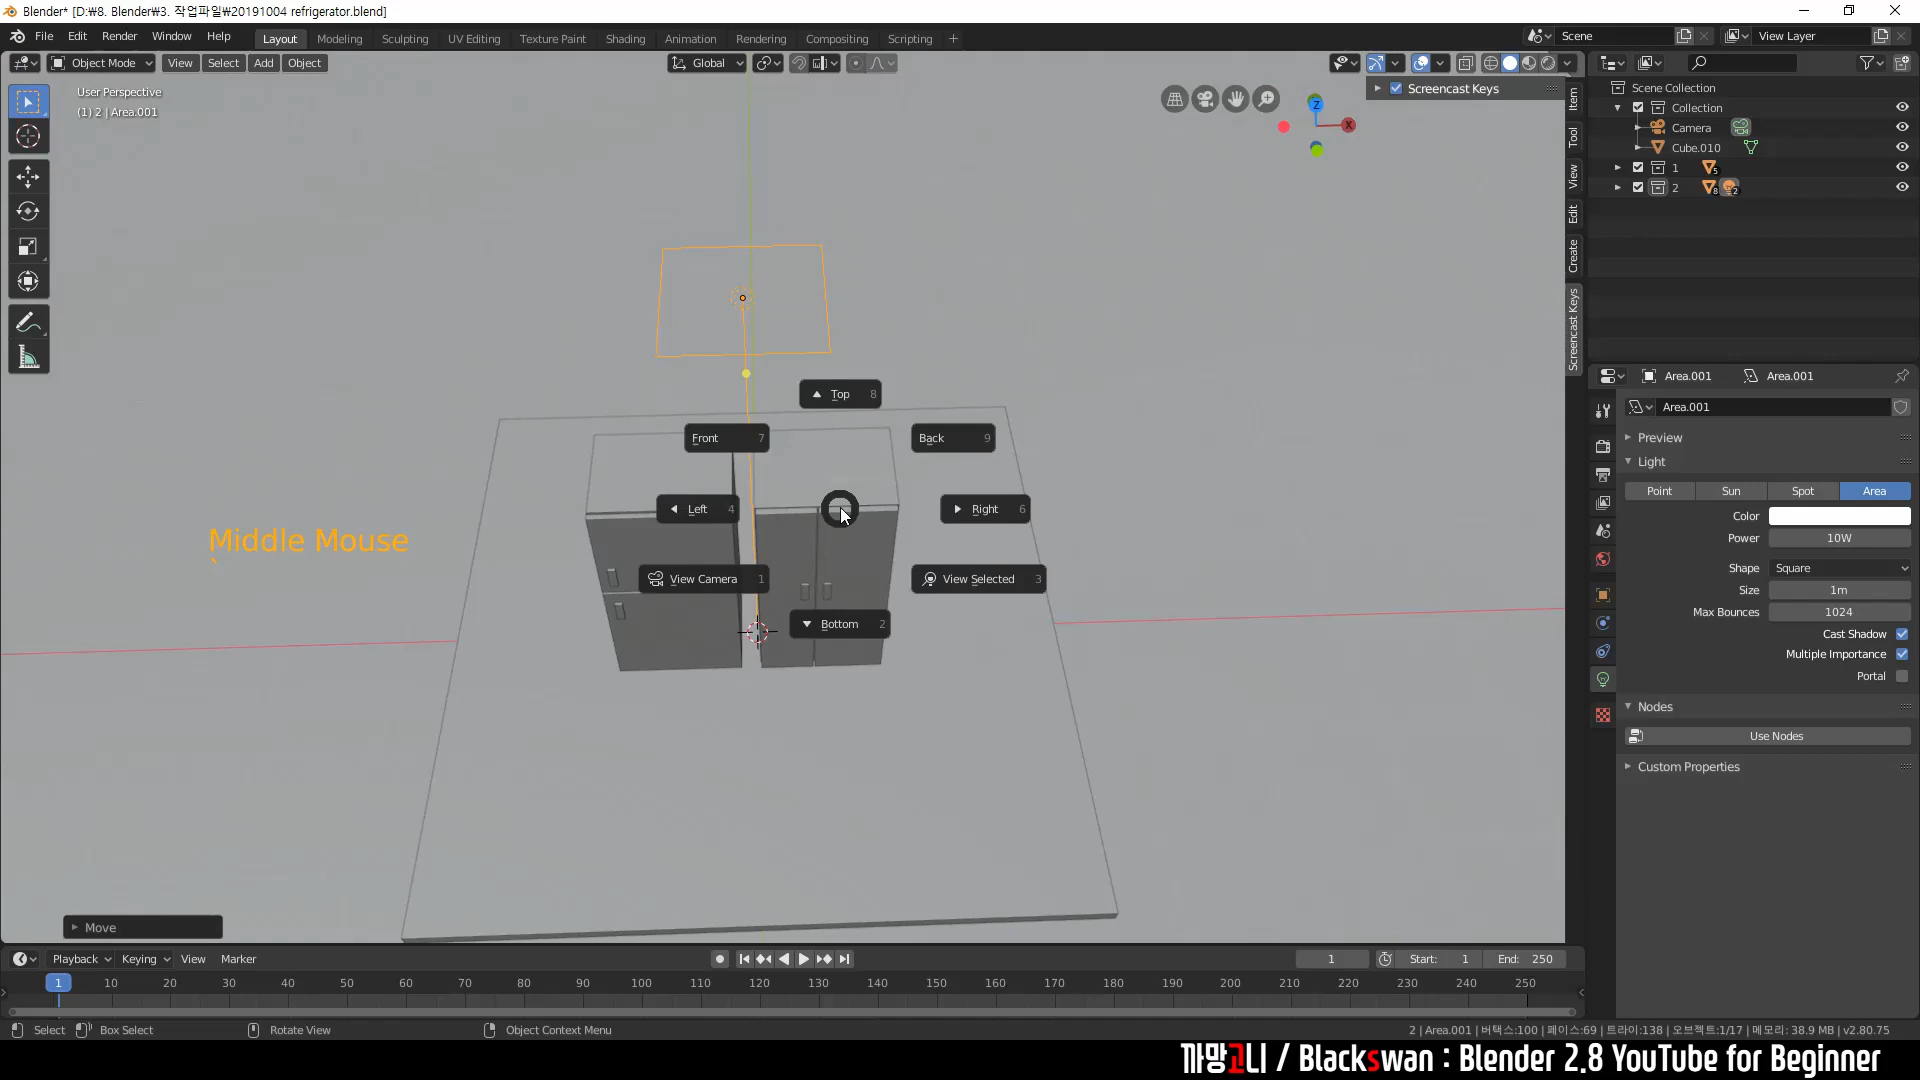 Blender* [D:₩8. Blender₩3. 작업파일₩20191004 refrigerator.blend]
File Edit Render Window Help
Layout Modeling Sculpting UV Editing Texture Paint Shading Animation Rendering Compositing Scripting +
Scene
View Layer
Object Mode View Select Add Object
Global
User Perspective
(1) 2 | Area.001
Screencast Keys
Z
X
Item
Tool
View
Edit
Create
Screencast Keys
Scene Collection
Collection
Camera
Cube.010
1
5
2
8
2
Top 8
Front 7
Back 9
Left 4
Right 6
View Camera 1
View Selected 3
Bottom 2
Middle Mouse
`
Move
Area.001
Area.001
Area.001
Preview
Light
Point Sun Spot Area
Color
Power 10W
Shape Square
Size 1m
Max Bounces 1024
Cast Shadow
Multiple Importance
Portal
Nodes
Use Nodes
Custom Properties
Playback Keying View Marker
1
Start: 1
End: 250
1 10 20 30 40 50 60 70 80 90 100 110 120 130 140 150 160 170 180 190 200 210 220 230 240 250
Select Box Select Rotate View Object Context Menu
2 | Area.001 | 버텍스:100 | 페이스:69 | 트라이:138 | 오브젝트:1/17 | 메모리: 38.9 MB | v2.80.75
까망고니 / Blackswan : Blender 2.8 YouTube for Beginner